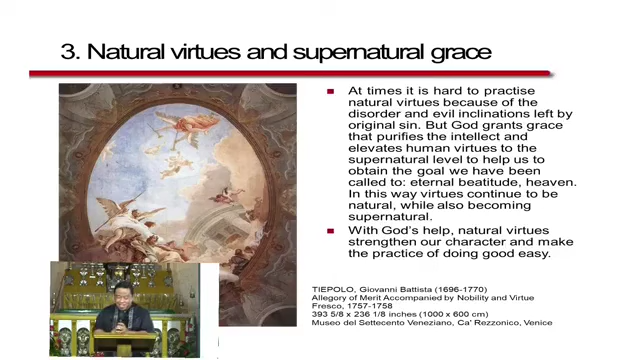 3. Natural virtues and supernatural grace
At times it is hard to practise
natural virtues because of the
disorder and evil inclinations left by
original sin. But God grants grace
that purifies the intellect and
elevates human virtues to the
supernatural level to help us to
obtain the goal we have been
called to: eternal beatitude, heaven.
In this way virtues continue to be
natural, while also becoming
supernatural.
With God's help, natural virtues
strengthen our character and make
the practice of doing good easy.
TIEPOLO, Giovanni Battista (1696-1770)
Allegory of Merit Accompanied by Nobility and Virtue
Fresco, 1757-1758
393 5/8 x 236 1/8 inches (1000 x 600 cm)
Museo del Settecento Veneziano, Ca' Rezzonico, Venice